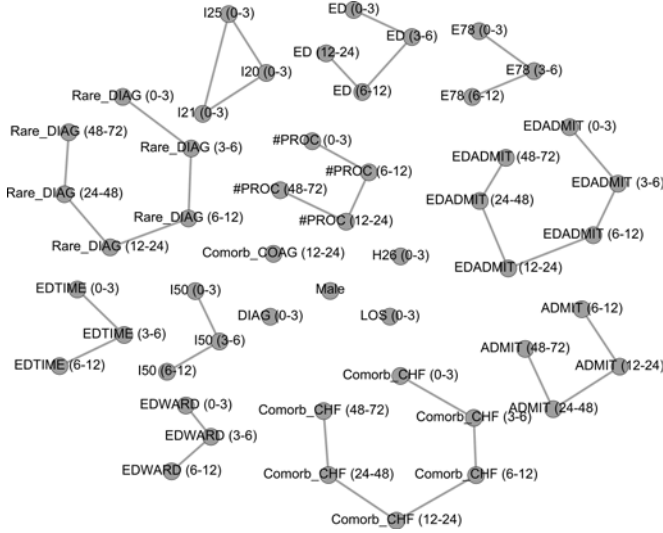 I25 (0-3)
ED (0-3)
E78 (0-3)
ED (3-6)
ED (12-24)
I20 (0-3)
E78 (3-6)
ED (6-12)
E78 (6-12)
Rare_DIAG (0-3)
I21 (0-3)
Rare_DIAG (48-72)
Rare_DIAG (3-6)
#PROC (0-3)
EDADMIT (0-3)
EDADMIT (48-72)
#PROC (6-12)
EDADMIT (3-6)
Rare_DIAG (24-48)
#PROC (48-72)
EDADMIT (24-48)
Rare_DIAG (6-12)
#PROC (12-24)
EDADMIT (6-12)
Rare_DIAG (12-24)
Comorb_COAG (12-24)
H26 (0-3)
EDADMIT (12-24)
EDTIME (0-3)
I50 (0-3)
Male
ADMIT (6-12)
DIAG (0-3)
LOS (0-3)
EDTIME (3-6)
I50 (3-6)
ADMIT (48-72)
EDTIME (6-12)
I50 (6-12)
Comorb_CHF (0-3)
ADMIT (12-24)
EDWARD (0-3)
Comorb_CHF (48-72)
Comorb_CHF (3-6)
ADMIT (24-48)
EDWARD (3-6)
EDWARD (6-12)
Comorb_CHF (24-48)
Comorb_CHF (6-12)
Comorb_CHF (12-24)